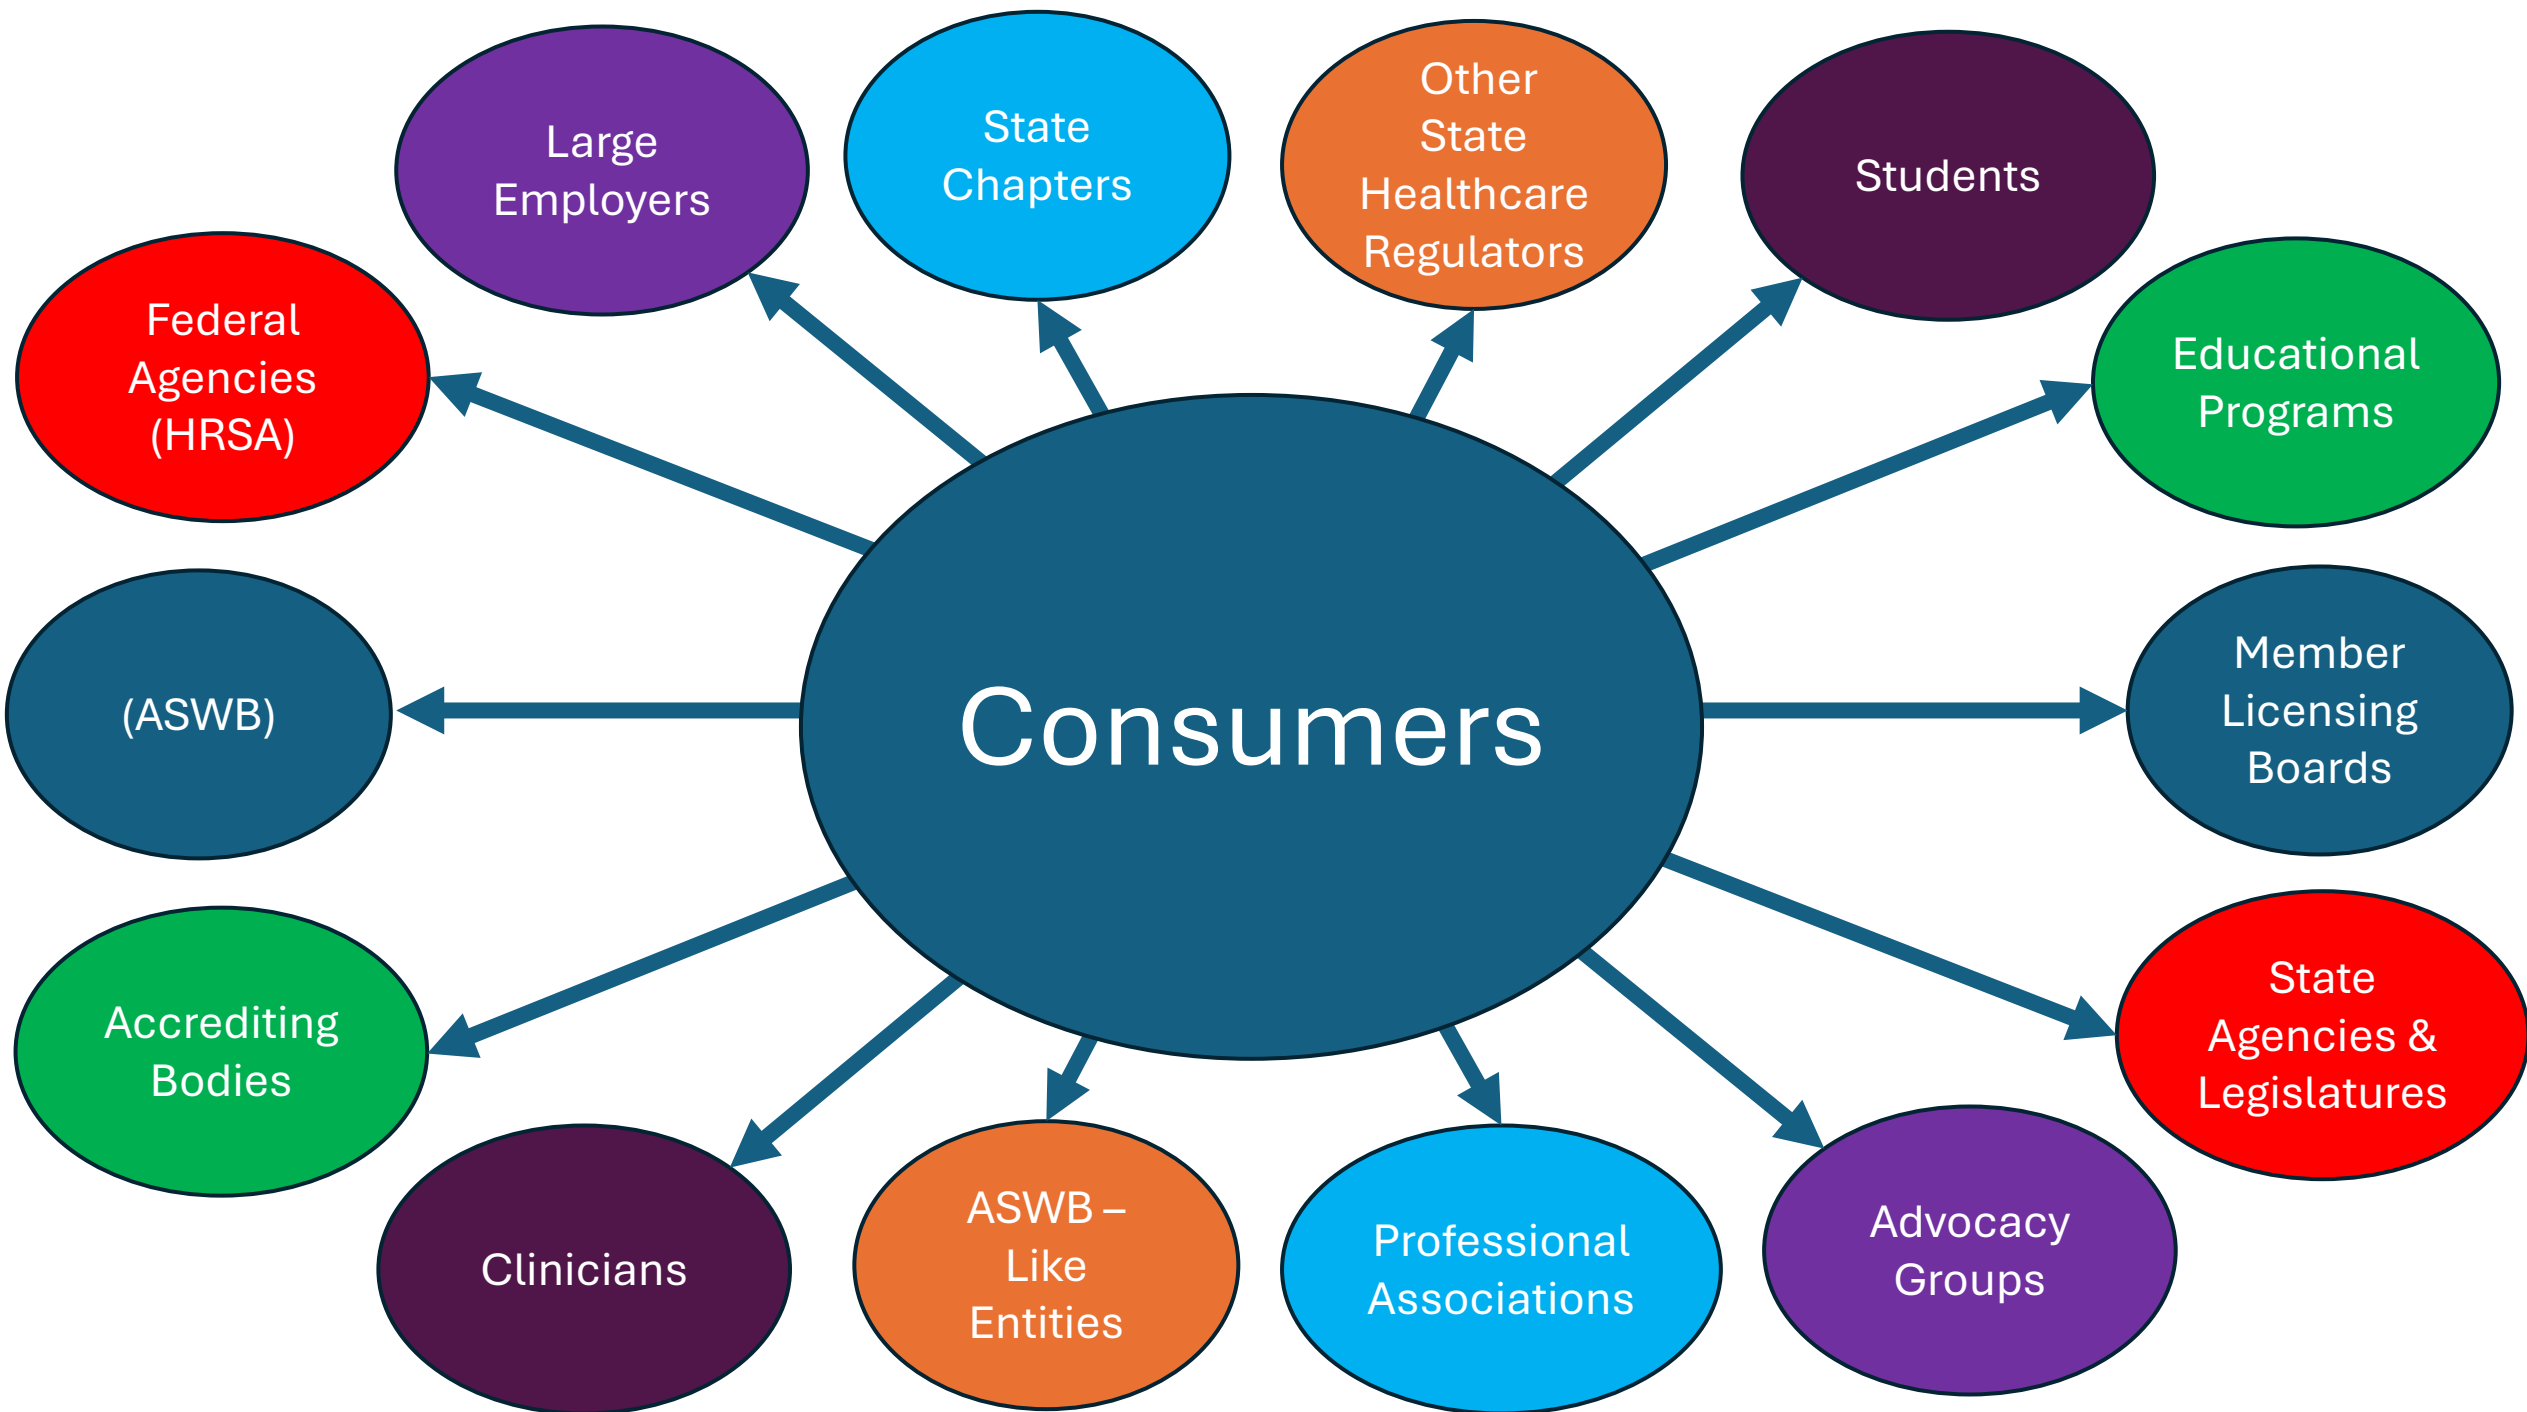 Large
Employers
State
Chapters
Other
State
Healthcare
Regulators
Students
Federal
Agencies
(HRSA)
Educational
Programs
(ASWB)
Consumers
Member
Licensing
Boards
Accrediting
Bodies
State
Agencies &
Legislatures
Clinicians
ASWB –
Like
Entities
Professional
Associations
Advocacy
Groups